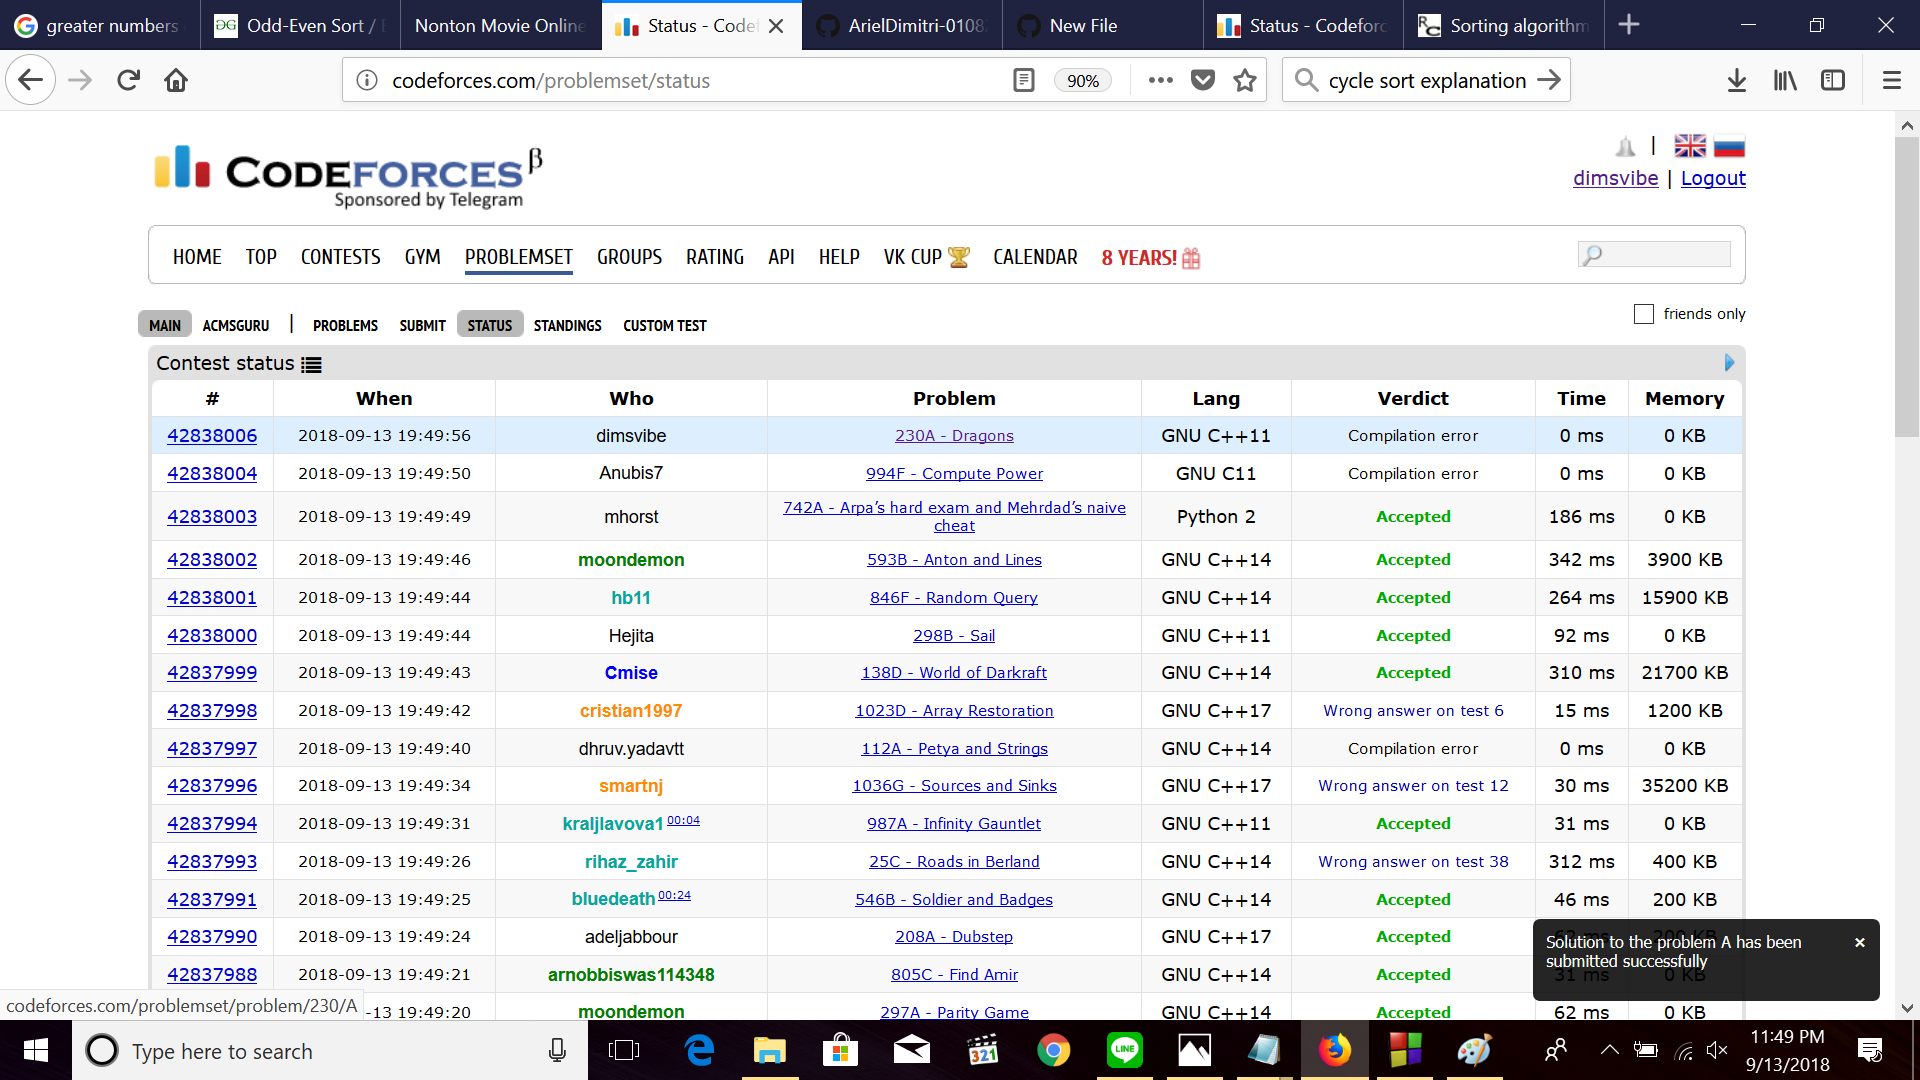 greater numbers
Odd-Even Sort /
Nonton Movie Online
Status - Codef
ArielDimitri-0108
New File
Status - Codeforc
Sorting algorithm
codeforces.com/problemset/status
90%
cycle sort explanation
CODEFORCES β
Sponsored by Telegram
dimsvibe | Logout
HOME TOP CONTESTS GYM PROBLEMSET GROUPS RATING API HELP VK CUP CALENDAR 8 YEARS!
MAIN ACMSGURU | PROBLEMS SUBMIT STATUS STANDINGS CUSTOM TEST
friends only
Contest status
# When Who Problem Lang Verdict Time Memory
42838006 2018-09-13 19:49:56 dimsvibe 230A - Dragons GNU C++11 Compilation error 0 ms 0 KB
42838004 2018-09-13 19:49:50 Anubis7 994F - Compute Power GNU C11 Compilation error 0 ms 0 KB
42838003 2018-09-13 19:49:49 mhorst 742A - Arpa’s hard exam and Mehrdad’s naive cheat Python 2 Accepted 186 ms 0 KB
42838002 2018-09-13 19:49:46 moondemon 593B - Anton and Lines GNU C++14 Accepted 342 ms 3900 KB
42838001 2018-09-13 19:49:44 hb11 846F - Random Query GNU C++14 Accepted 264 ms 15900 KB
42838000 2018-09-13 19:49:44 Hejita 298B - Sail GNU C++11 Accepted 92 ms 0 KB
42837999 2018-09-13 19:49:43 Cmise 138D - World of Darkraft GNU C++14 Accepted 310 ms 21700 KB
42837998 2018-09-13 19:49:42 cristian1997 1023D - Array Restoration GNU C++17 Wrong answer on test 6 15 ms 1200 KB
42837997 2018-09-13 19:49:40 dhruv.yadavtt 112A - Petya and Strings GNU C++14 Compilation error 0 ms 0 KB
42837996 2018-09-13 19:49:34 smartnj 1036G - Sources and Sinks GNU C++17 Wrong answer on test 12 30 ms 35200 KB
42837994 2018-09-13 19:49:31 kraljlavova1 00:04 987A - Infinity Gauntlet GNU C++11 Accepted 31 ms 0 KB
42837993 2018-09-13 19:49:26 rihaz_zahir 25C - Roads in Berland GNU C++14 Wrong answer on test 38 312 ms 400 KB
42837991 2018-09-13 19:49:25 bluedeath 00:24 546B - Soldier and Badges GNU C++14 Accepted 46 ms 200 KB
42837990 2018-09-13 19:49:24 adeljabbour 208A - Dubstep GNU C++17 Accepted
42837988 2018-09-13 19:49:21 arnobbiswas114348 805C - Find Amir GNU C++14 Accepted 31 ms 0 KB
-13 19:49:20 moondemon 297A - Parity Game GNU C++14 Accepted 62 ms 0 KB
Solution to the problem A has been
submitted successfully
codeforces.com/problemset/problem/230/A
Type here to search
321
LINE
11:49 PM
9/13/2018